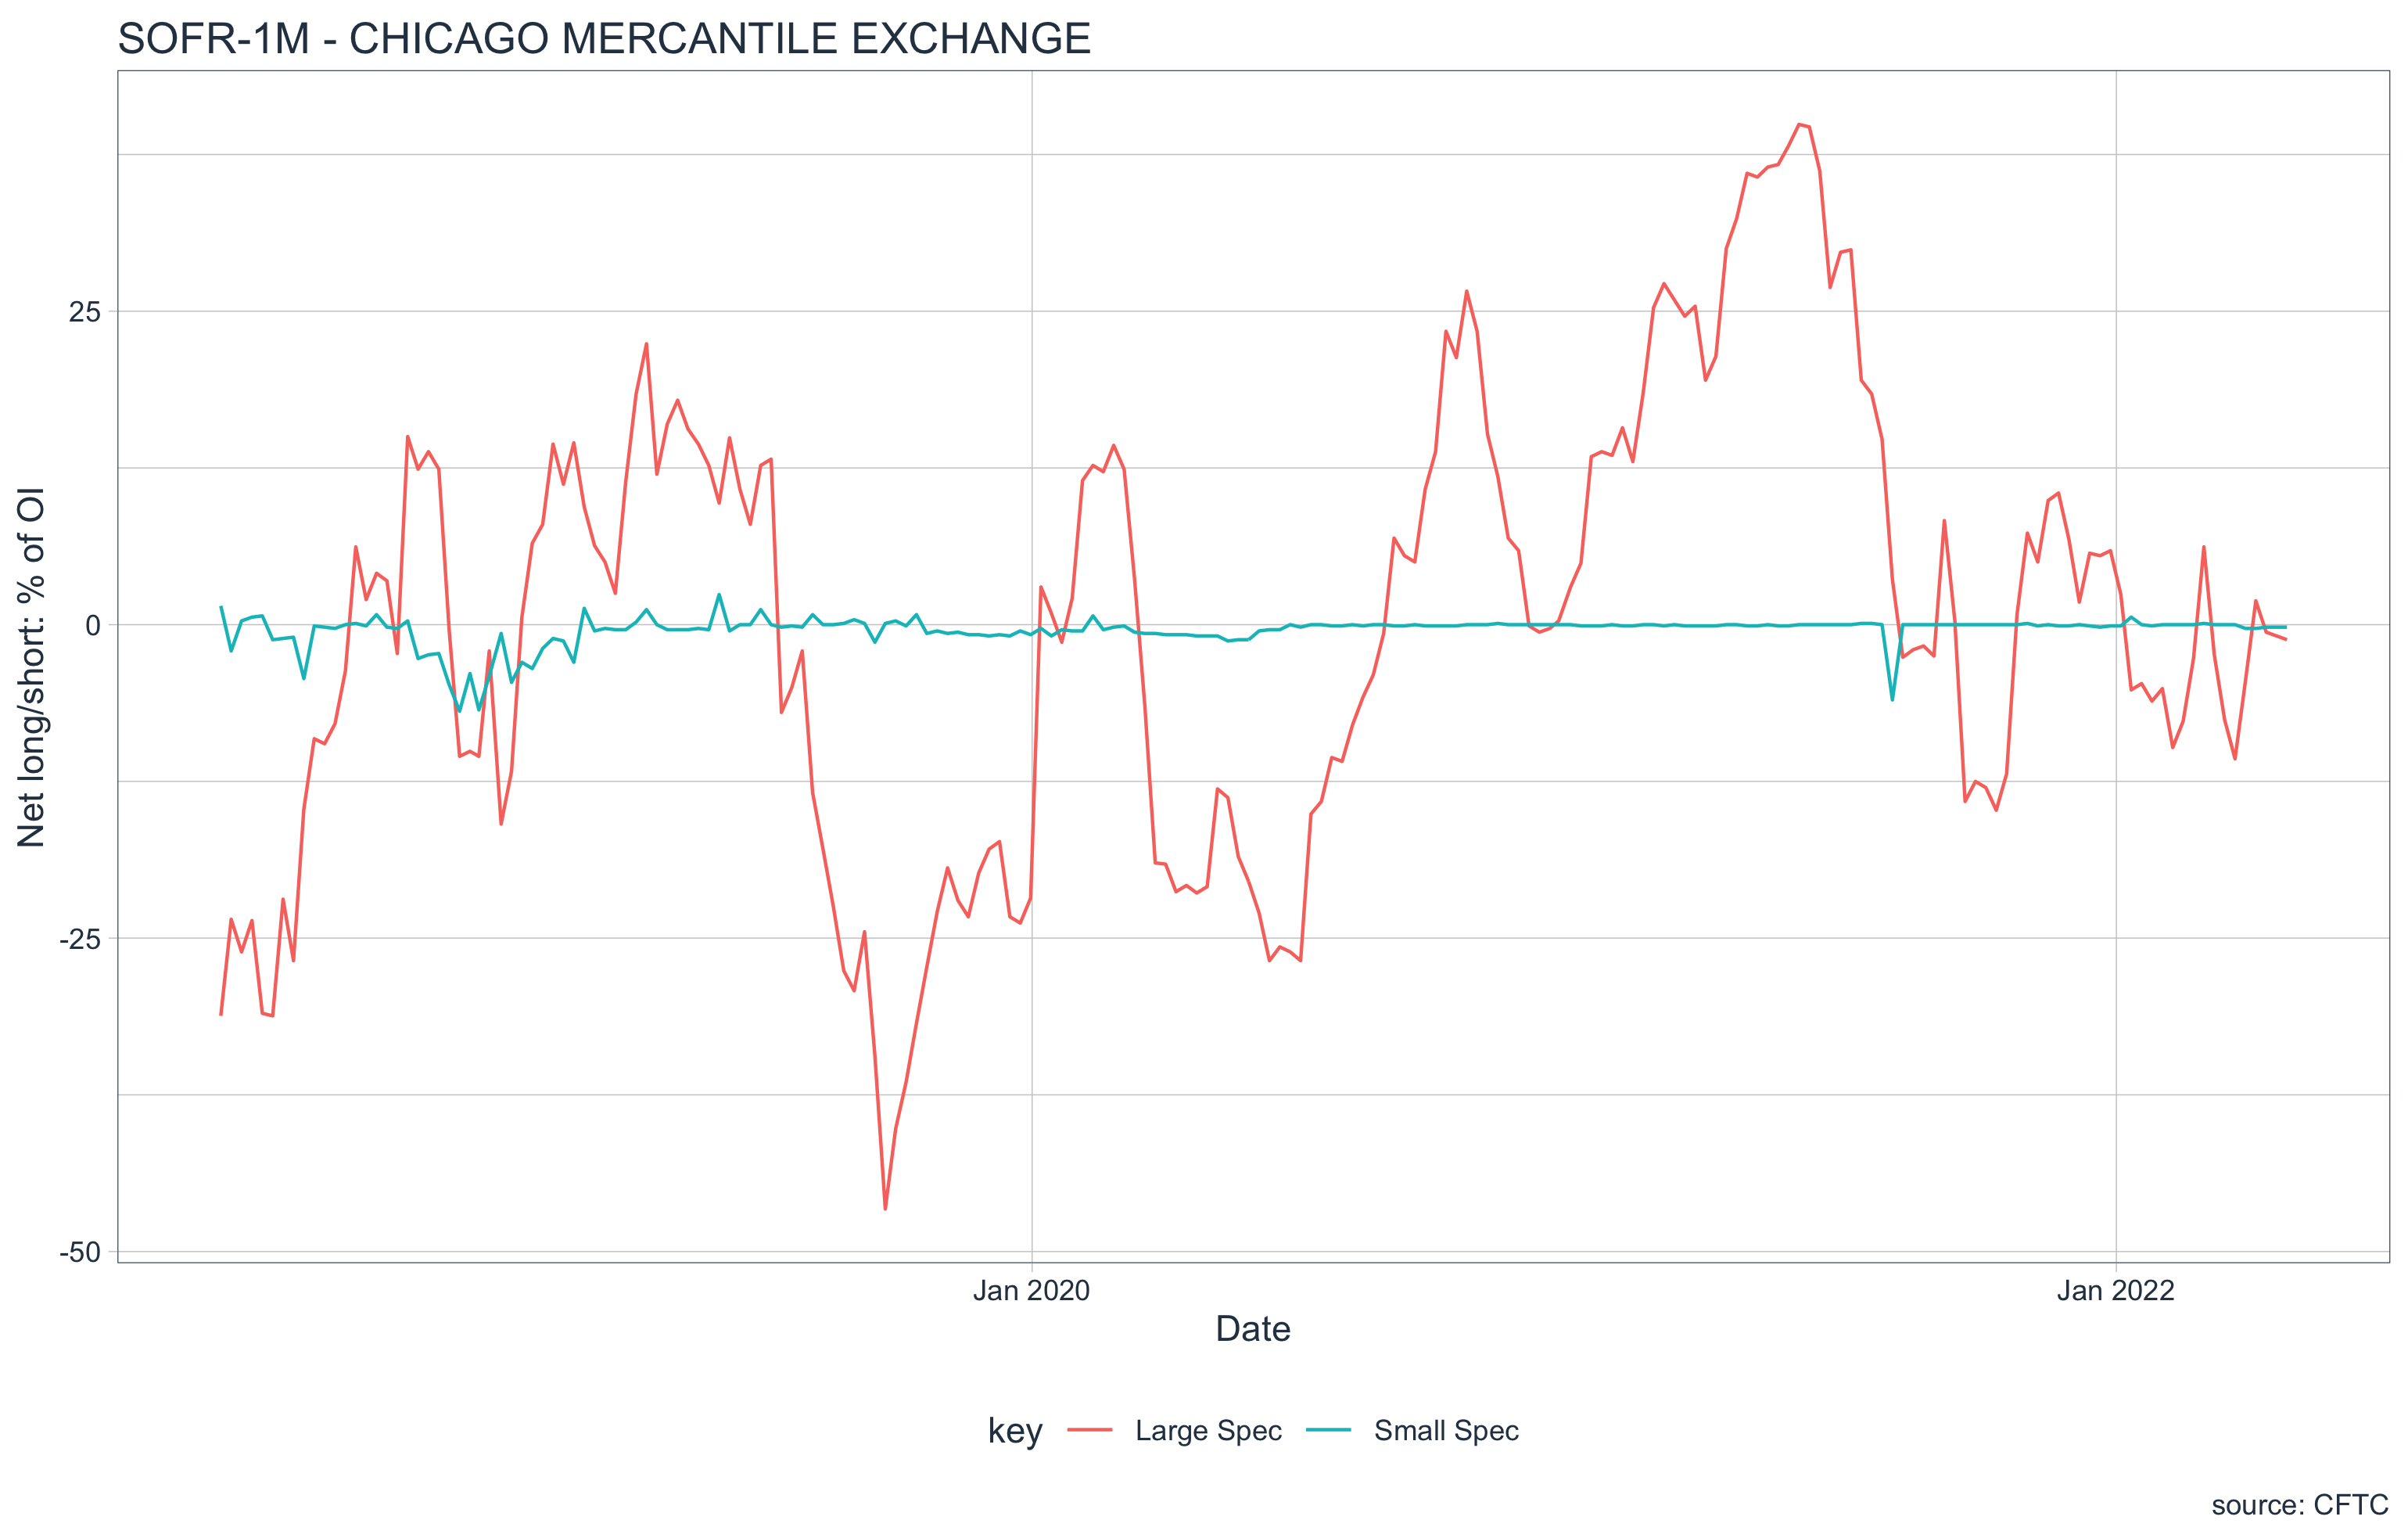 SOFR-1M - CHICAGO MERCANTILE EXCHANGE
Net long/short: % of OI
25
0
-25
-50
Jan 2020
Jan 2022
Date
key
Large Spec
Small Spec
source: CFTC